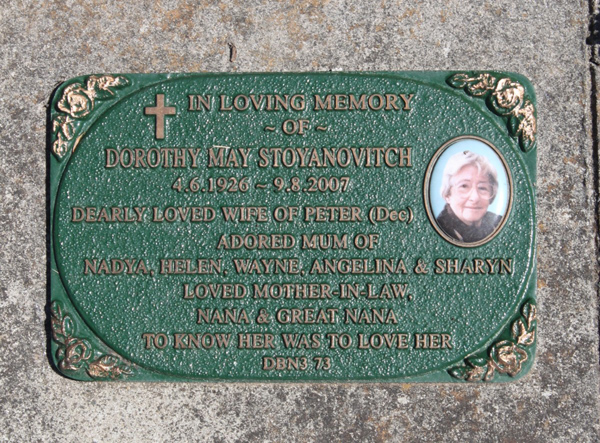 IN LOVING MEMORY
~ OF ~
DOROTHY MAY STOYANOVITCH
4.6.1926 ~ 9.8.2007
DEARLY LOVED WIFE OF PETER (Dec)
ADORED MUM OF
NADYA, HELEN, WAYNE, ANGELINA & SHARYN
LOVED MOTHER-IN-LAW,
NANA & GREAT NANA
TO KNOW HER WAS TO LOVE HER
DBN3 73